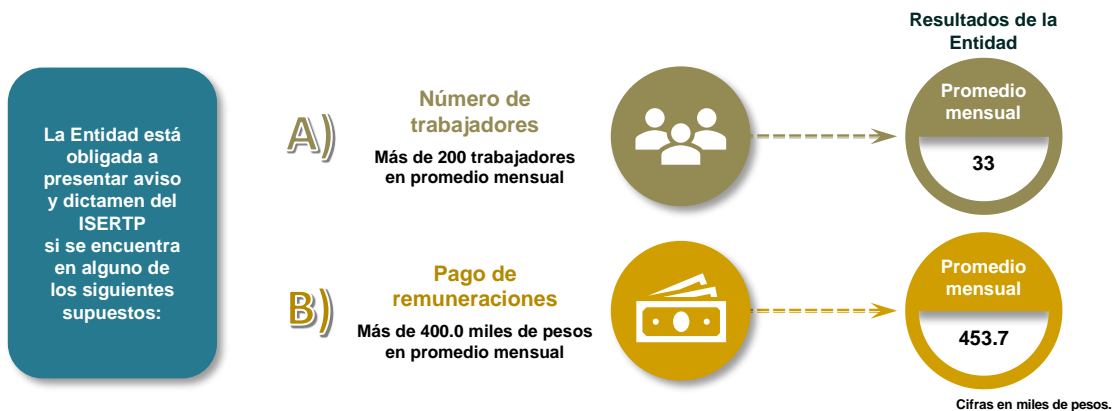 La Entidad está
obligada a
presentar aviso
y dictamen del
ISERTP
si se encuentra
en alguno de
los siguientes
supuestos:
A)
Número de
trabajadores
Más de 200 trabajadores
en promedio mensual
Resultados de la
Entidad
Promedio
mensual
33
B)
Pago de
remuneraciones
Más de 400.0 miles de pesos
en promedio mensual
Promedio
mensual
453.7
Cifras en miles de pesos.